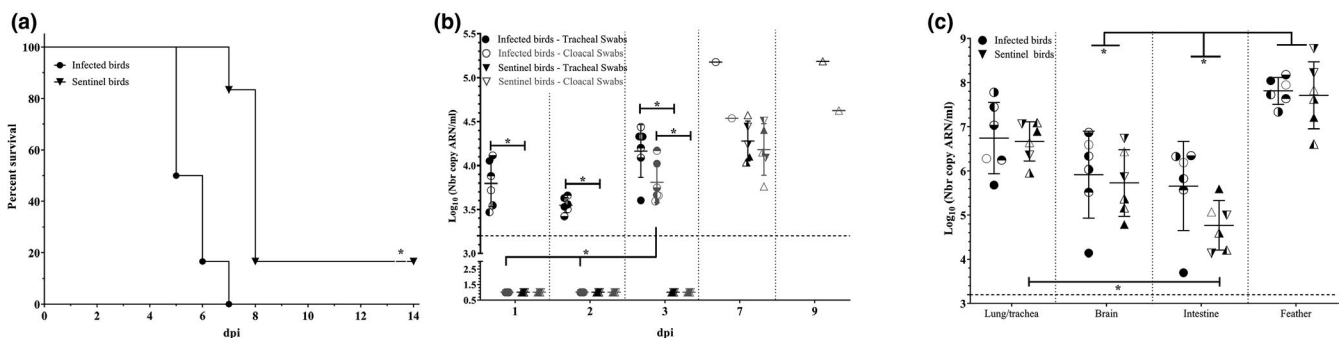 (a)
100
80
60
40
20
0
Percent survival
Infected birds
Sentinel birds
*
0 2 4 6 8 10 12 14
dpi
(b)
5.5
5.0
4.5
4.0
3.5
3.0
2.5
1.5
0.5
Log10 (Nbr copy ARN/ml)
Infected birds - Tracheal Swabs
Infected birds - Cloacal Swabs
Sentinel birds - Tracheal Swabs
Sentinel birds - Cloacal Swabs
*
*
*
*
*
1 2 3 7 9
dpi
(c)
9
8
7
6
5
4
3
Log10 (Nbr copy ARN/ml)
Infected birds
Sentinel birds
*
*
*
Lung/trachea Brain Intestine Feather